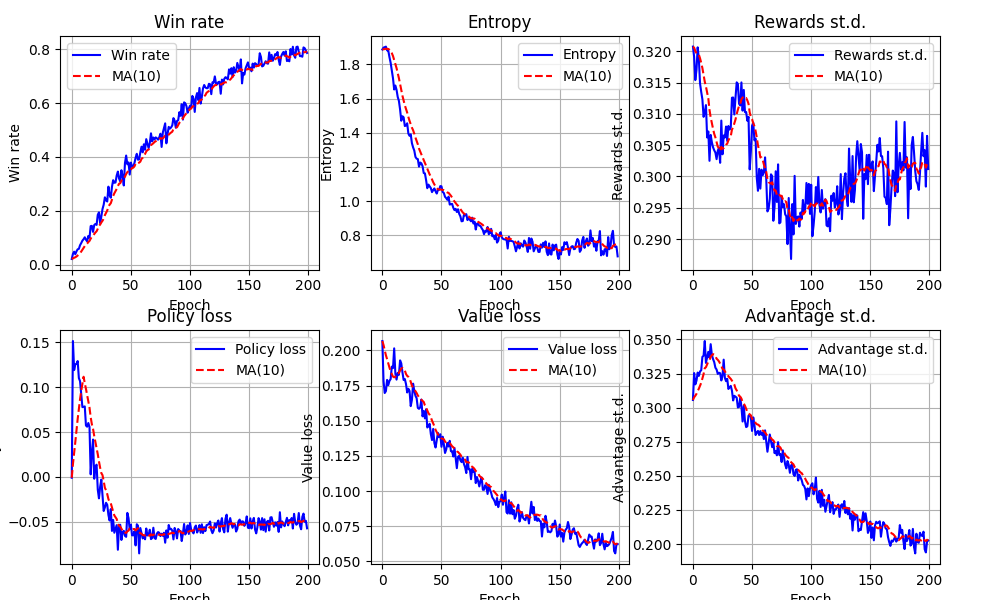 Win rate
Win rate
MA(10)
Win rate
0.8
0.6
0.4
0.2
0.0
0 50 100 150 200
Epoch
Entropy
Entropy
MA(10)
Entropy
1.8
1.6
1.4
1.2
1.0
0.8
0 50 100 150 200
Epoch
Rewards st.d.
Rewards st.d.
MA(10)
Rewards st.d.
0.320
0.315
0.310
0.305
0.300
0.295
0.290
0 50 100 150 200
Epoch
Policy loss
Policy loss
MA(10)
0.15
0.10
0.05
0.00
−0.05
0 50 100 150 200
Epoch
Value loss
Value loss
MA(10)
Value loss
0.200
0.175
0.150
0.125
0.100
0.075
0.050
0 50 100 150 200
Epoch
Advantage st.d.
Advantage st.d.
MA(10)
Advantage st.d.
0.350
0.325
0.300
0.275
0.250
0.225
0.200
0 50 100 150 200
Epoch